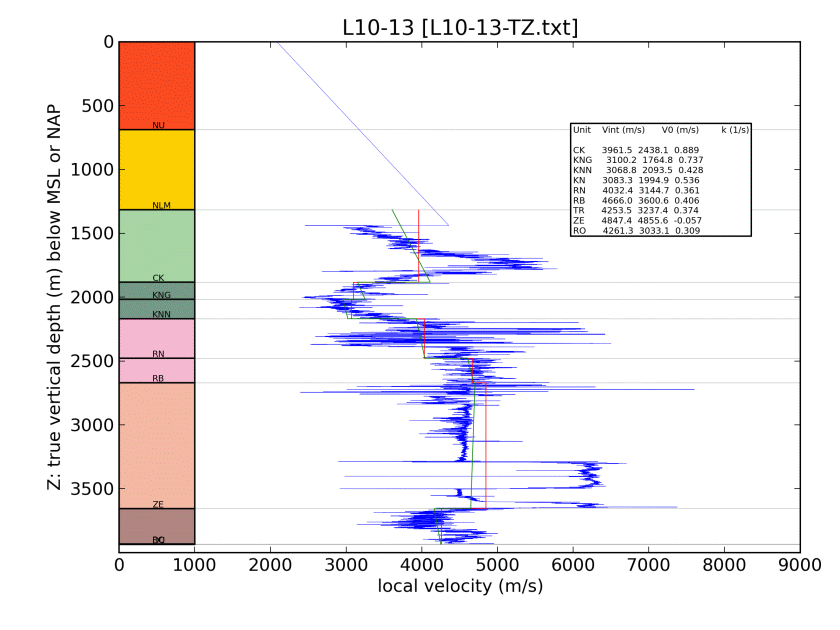 L10-13 [L10-13-TZ.txt]
Z: true vertical depth (m) below MSL or NAP
0
500
1000
1500
2000
2500
3000
3500
NU
NLM
CK
KNG
KNN
RN
RB
ZE
Unit Vint (m/s) V0 (m/s) k (1/s)
CK 3961.5 2438.1 0.889
KNG 3100.2 1764.8 0.737
KNN 3068.8 2093.5 0.428
KN 3083.3 1994.9 0.536
RN 4032.4 3144.7 0.361
RB 4666.0 3600.6 0.406
TR 4253.5 3237.4 0.374
ZE 4847.4 4855.6 -0.057
RO 4261.3 3033.1 0.309
0 1000 2000 3000 4000 5000 6000 7000 8000 9000
local velocity (m/s)